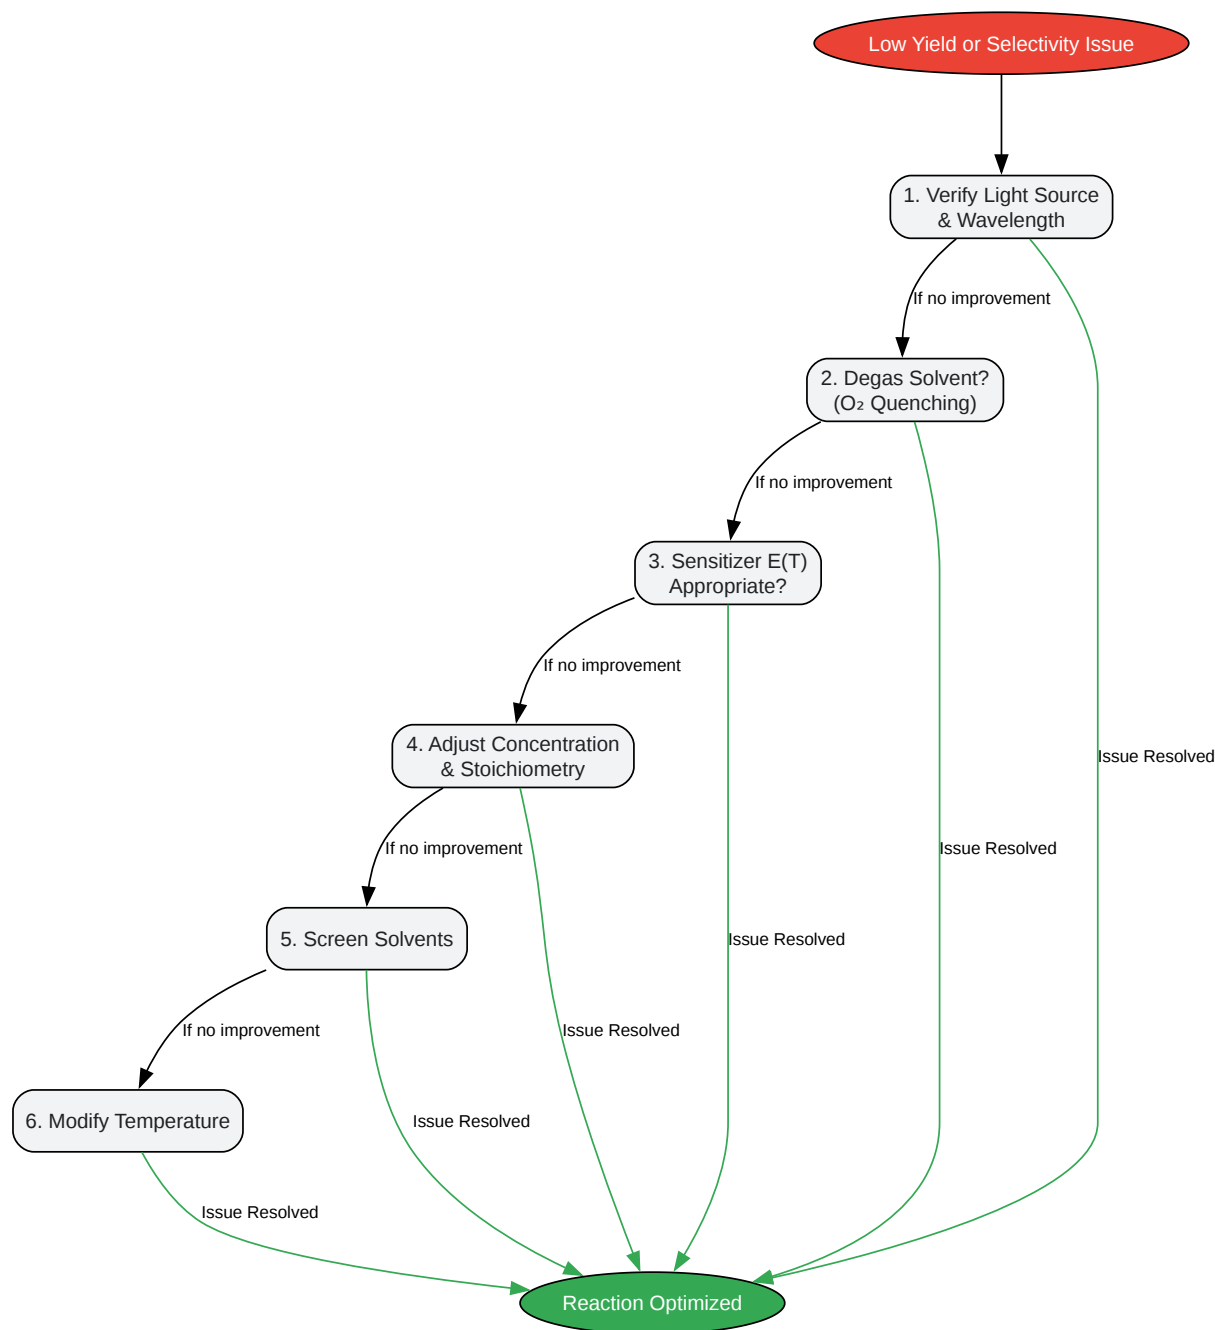 Low Yield or Selectivity Issue
1. Verify Light Source
& Wavelength
If no improvement
2. Degas Solvent?
(O₂ Quenching)
If no improvement
3. Sensitizer E(T)
Appropriate?
If no improvement
4. Adjust Concentration
& Stoichiometry
Issue Resolved
If no improvement
Issue Resolved
5. Screen Solvents
Issue Resolved
If no improvement
Issue Resolved
6. Modify Temperature
Issue Resolved
Issue Resolved
Reaction Optimized